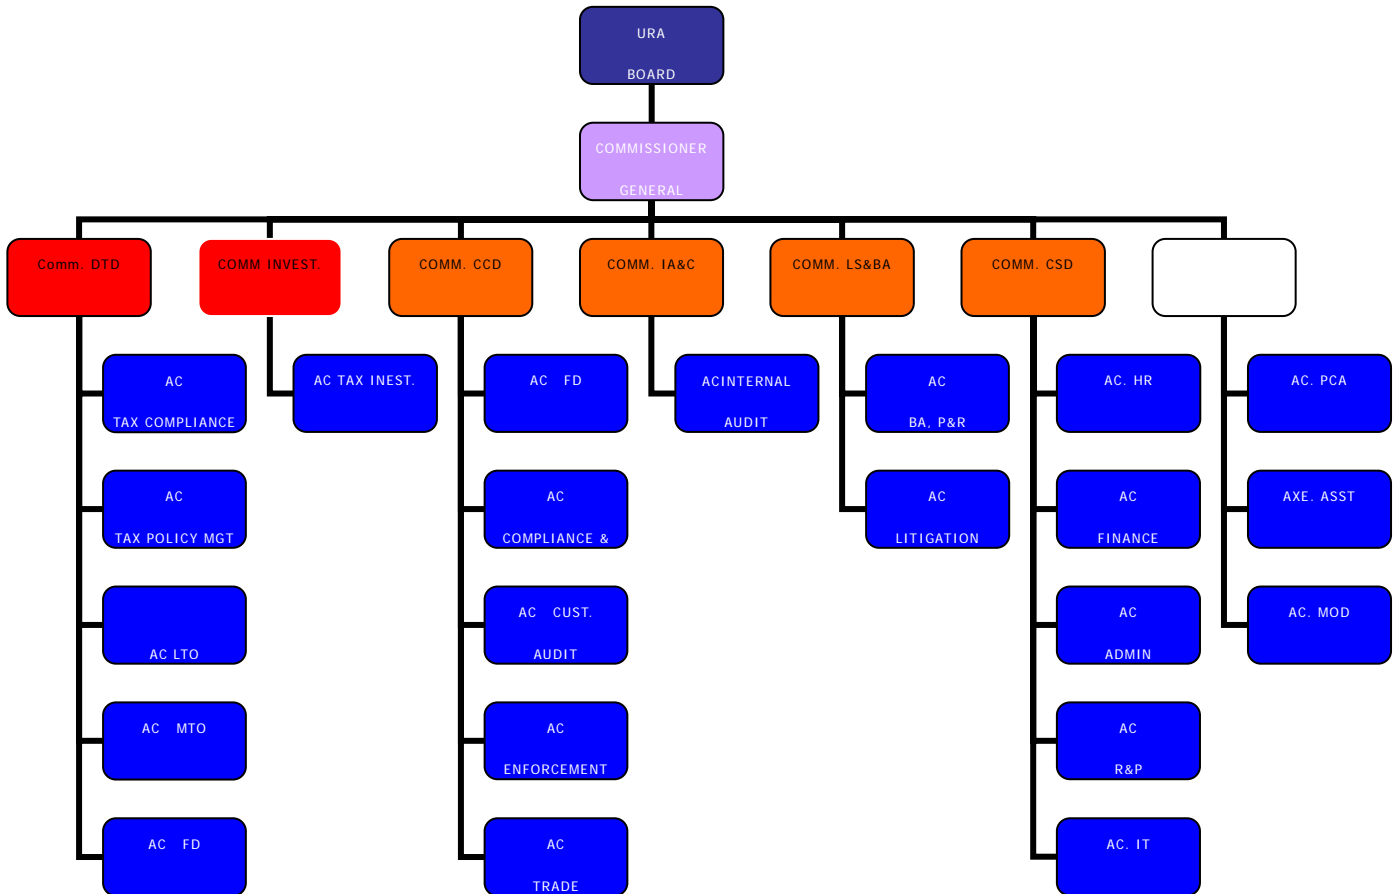 URA
BOARD
COMMISSIONER
GENERAL
Comm. DTD
COMM INVEST.
COMM. CCD
COMM. IA&C
COMM. LS&BA
COMM. CSD
AC
TAX COMPLIANCE
AC TAX INEST.
AC FD
ACINTERNAL
AUDIT
AC
BA, P&R
AC. HR
AC. PCA
AC
TAX POLICY MGT
AC
COMPLIANCE &
AC
LITIGATION
AC
FINANCE
AXE. ASST
AC LTO
AC CUST.
AUDIT
AC
ADMIN
AC. MOD
AC MTO
AC
ENFORCEMENT
AC
R&P
AC FD
AC
TRADE
AC. IT